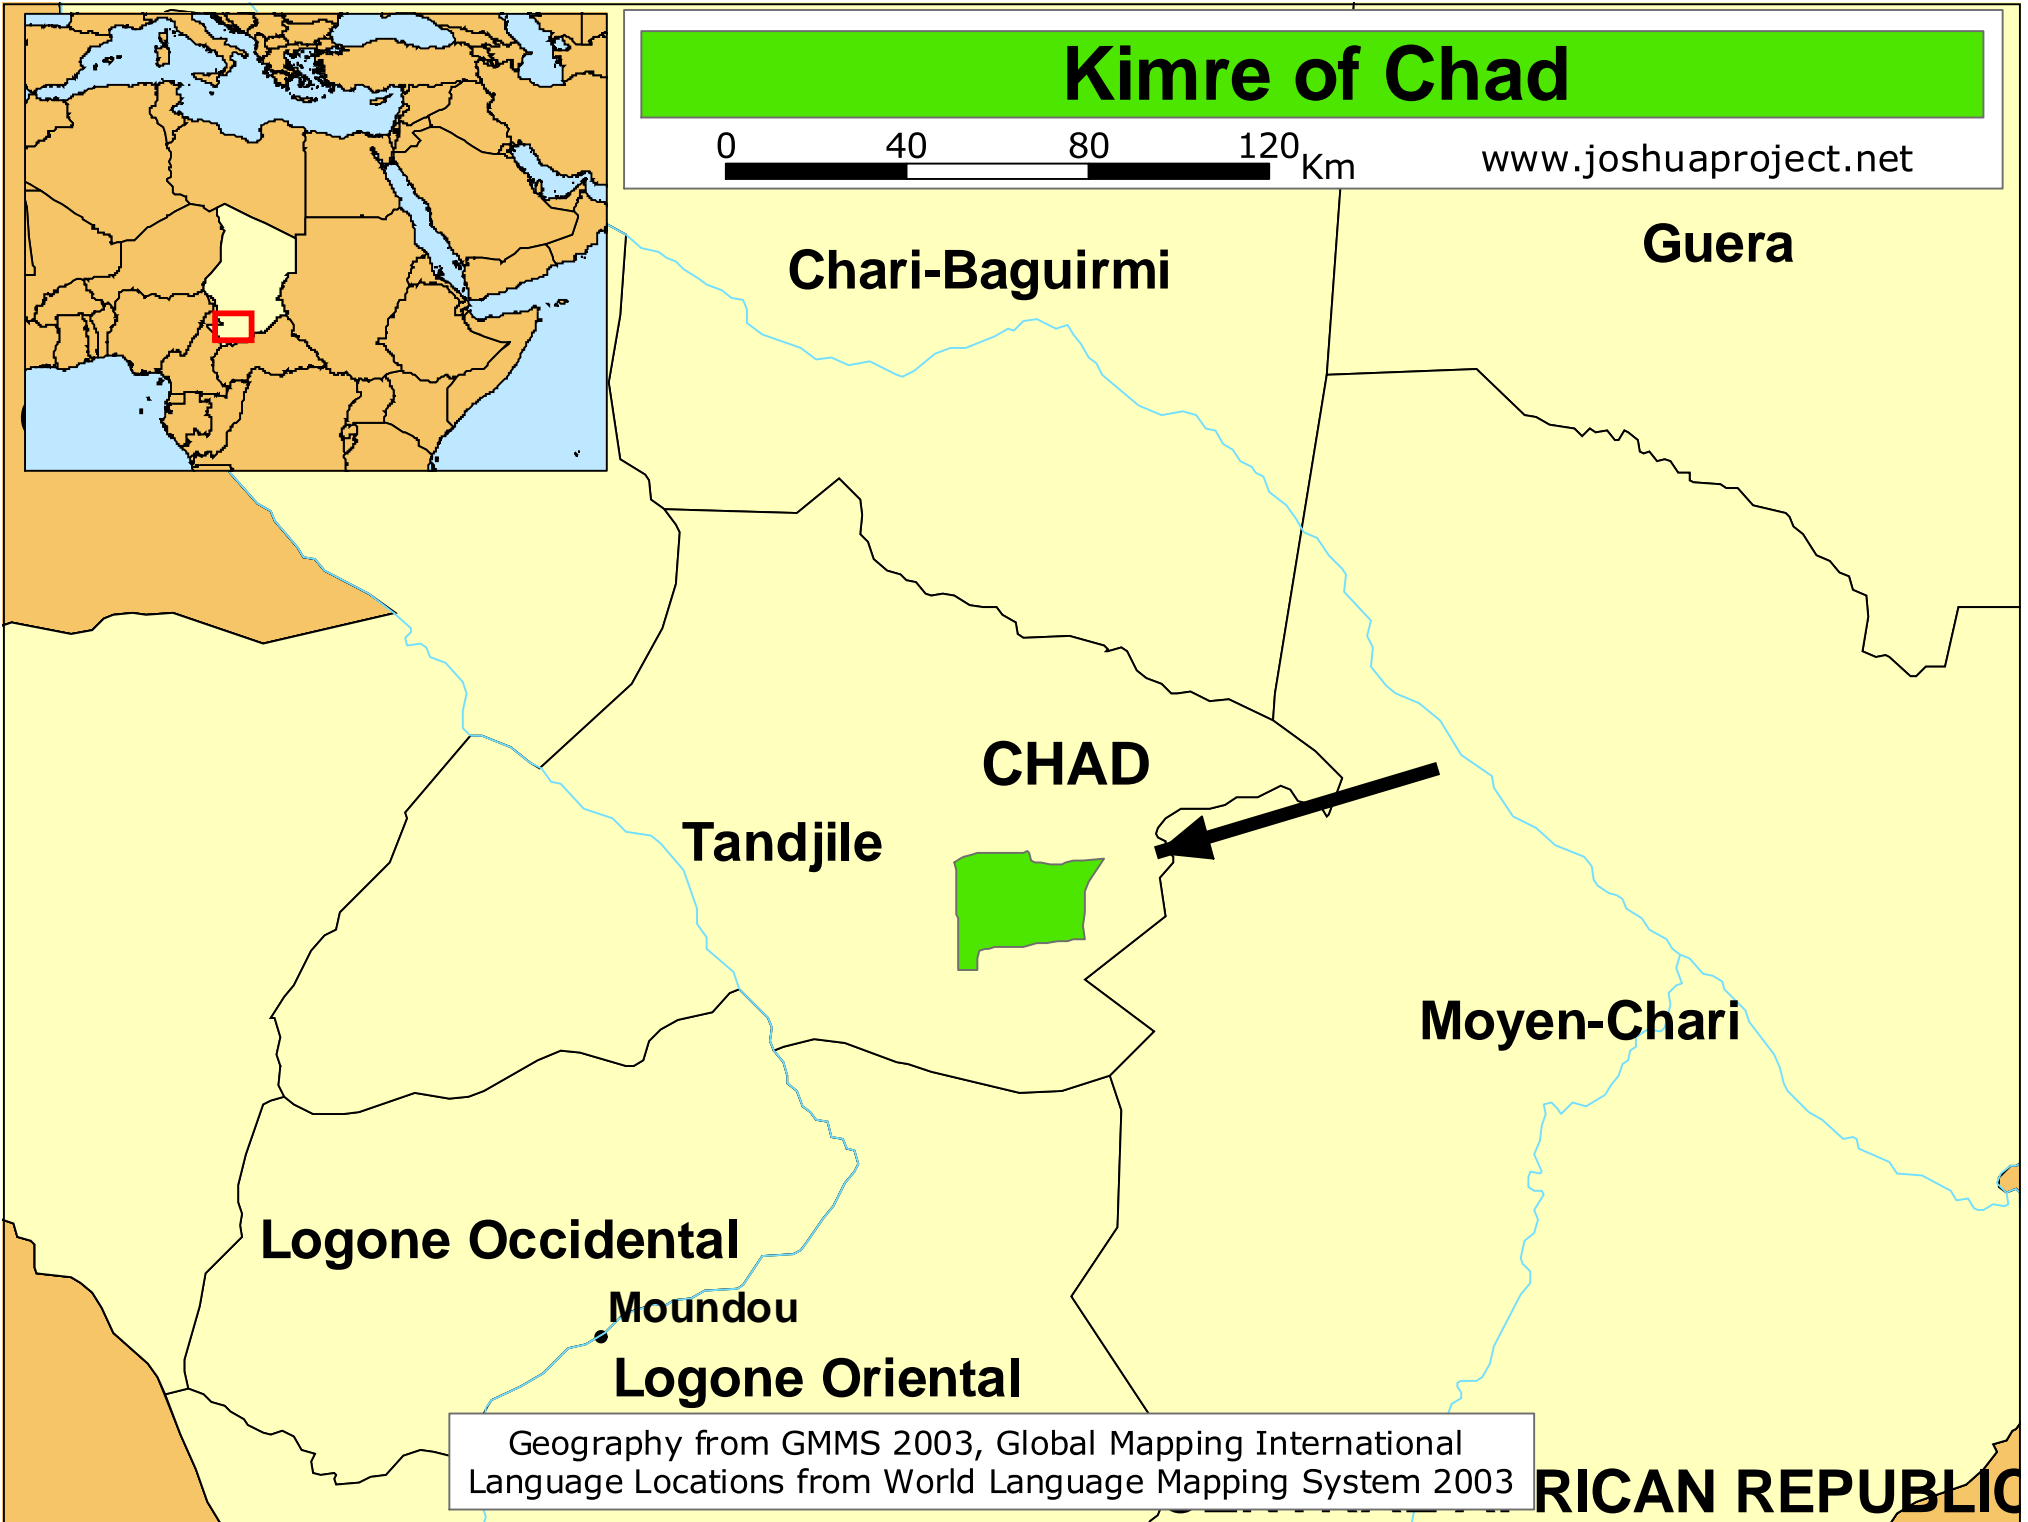 Kimre of Chad
0 40 80 120 Km
www.joshuaproject.net
Guera
Chari-Baguirmi
CHAD
Tandjile
Moyen-Chari
Logone Occidental
Moundou
Logone Oriental
Geography from GMMS 2003, Global Mapping International
Language Locations from World Language Mapping System 2003
RICAN REPUBLIC